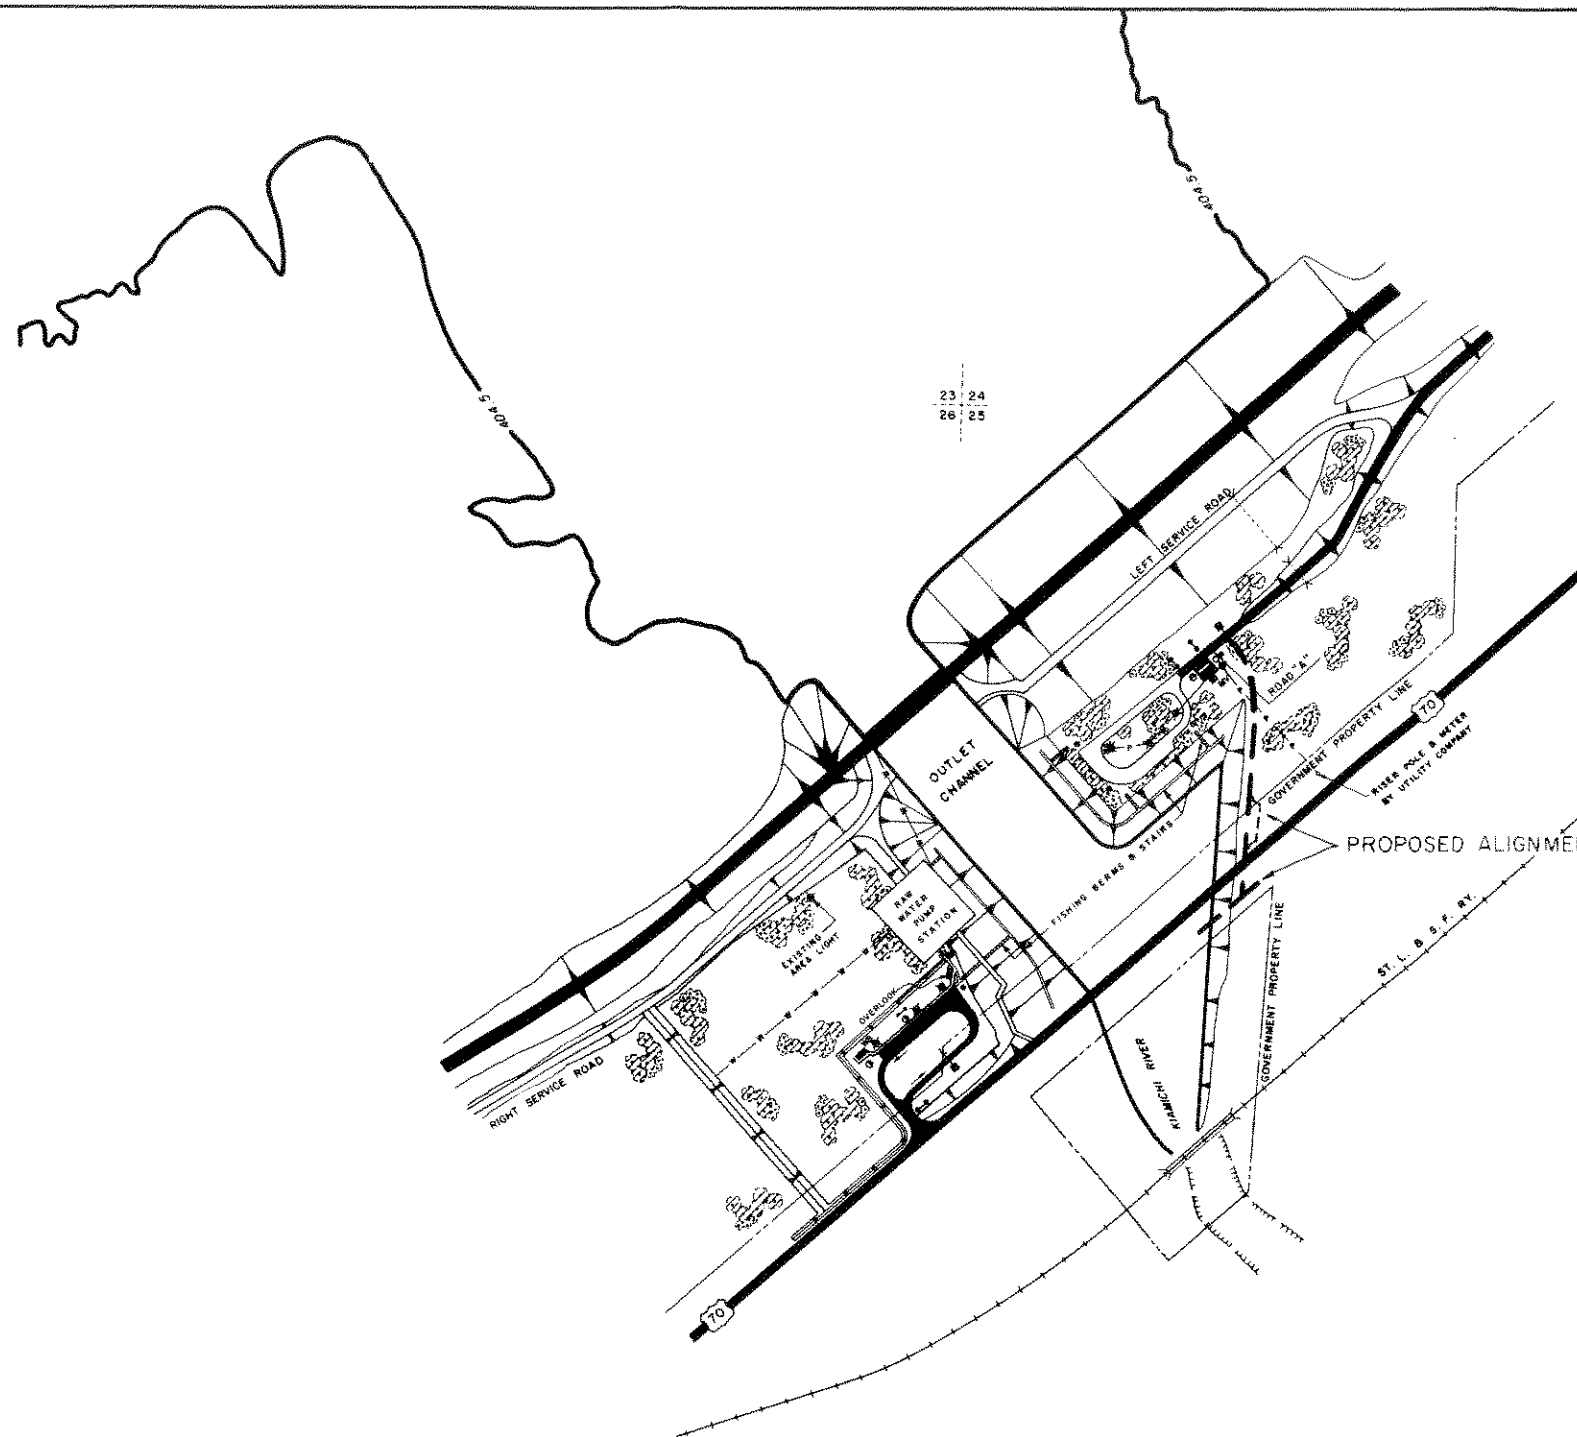 404.5
404.5
23 24
26 25
LEFT SERVICE ROAD
ROAD "A"
GOVERNMENT PROPERTY LINE
70
RISER POLE & METER
BY UTILITY COMPANY
OUTLET
CHANNEL
PROPOSED ALIGNME
FISHING BERMS & STAIRS
RAW
WATER
PUMP
STATION
EXISTING
AREA LIGHT
OVERLOOK
ST. L. & S.F. RY.
GOVERNMENT PROPERTY LINE
KIAMICHI RIVER
RIGHT SERVICE ROAD
70